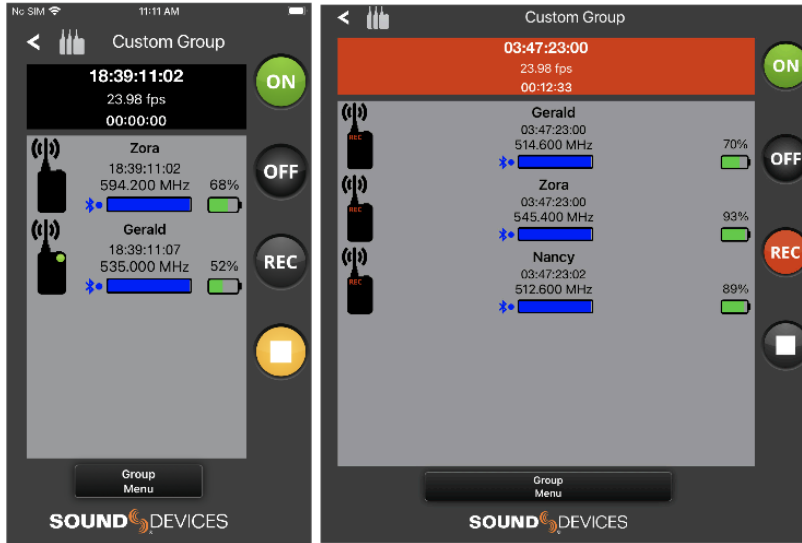 No SIM 11:11 AM
Custom Group
18:39:11:02
23.98 fps
00:00:00
Zora
18:39:11:02
594.200 MHz 68%
Gerald
18:39:11:07
535.000 MHz 52%
ON
OFF
REC
Group
Menu
SOUND DEVICES
Custom Group
03:47:23:00
23.98 fps
00:12:33
Gerald
REC
03:47:23:00
514.600 MHz 70%
Zora
REC
03:47:23:00
545.400 MHz 93%
Nancy
REC
03:47:23:02
512.600 MHz 89%
ON
OFF
REC
Group
Menu
SOUND DEVICES